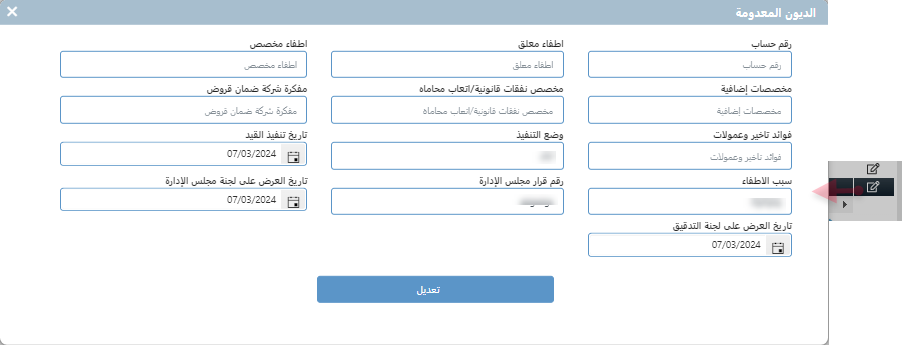 الديون المعدومة
رقم حساب
اطفاء معلق
اطفاء مخصص
رقم حساب
اطفاء معلق
اطفاء مخصص
مخصصات إضافية
مخصص نفقات قانونية/اتعاب محاماه
مفكرة شركة ضمان قروض
مخصصات إضافية
مخصص نفقات قانونية/اتعاب محاماه
مفكرة شركة ضمان قروض
فوائد تاخير وعمولات
وضع التنفيذ
تاريخ تنفيذ القيد
فوائد تاخير وعمولات
07/03/2024
سبب الاطفاء
رقم قرار مجلس الإدارة
تاريخ العرض على لجنة مجلس الإدارة
07/03/2024
تاريخ العرض على لجنة التدقيق
07/03/2024
تعديل